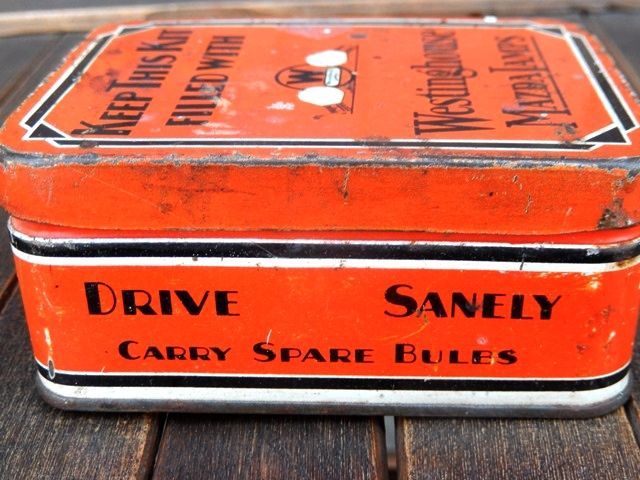 KEEP THIS KIT
FILLED WITH
W
Westinghouse
MAZDA LAMPS
DRIVE SANELY
CARRY SPARE BULBS